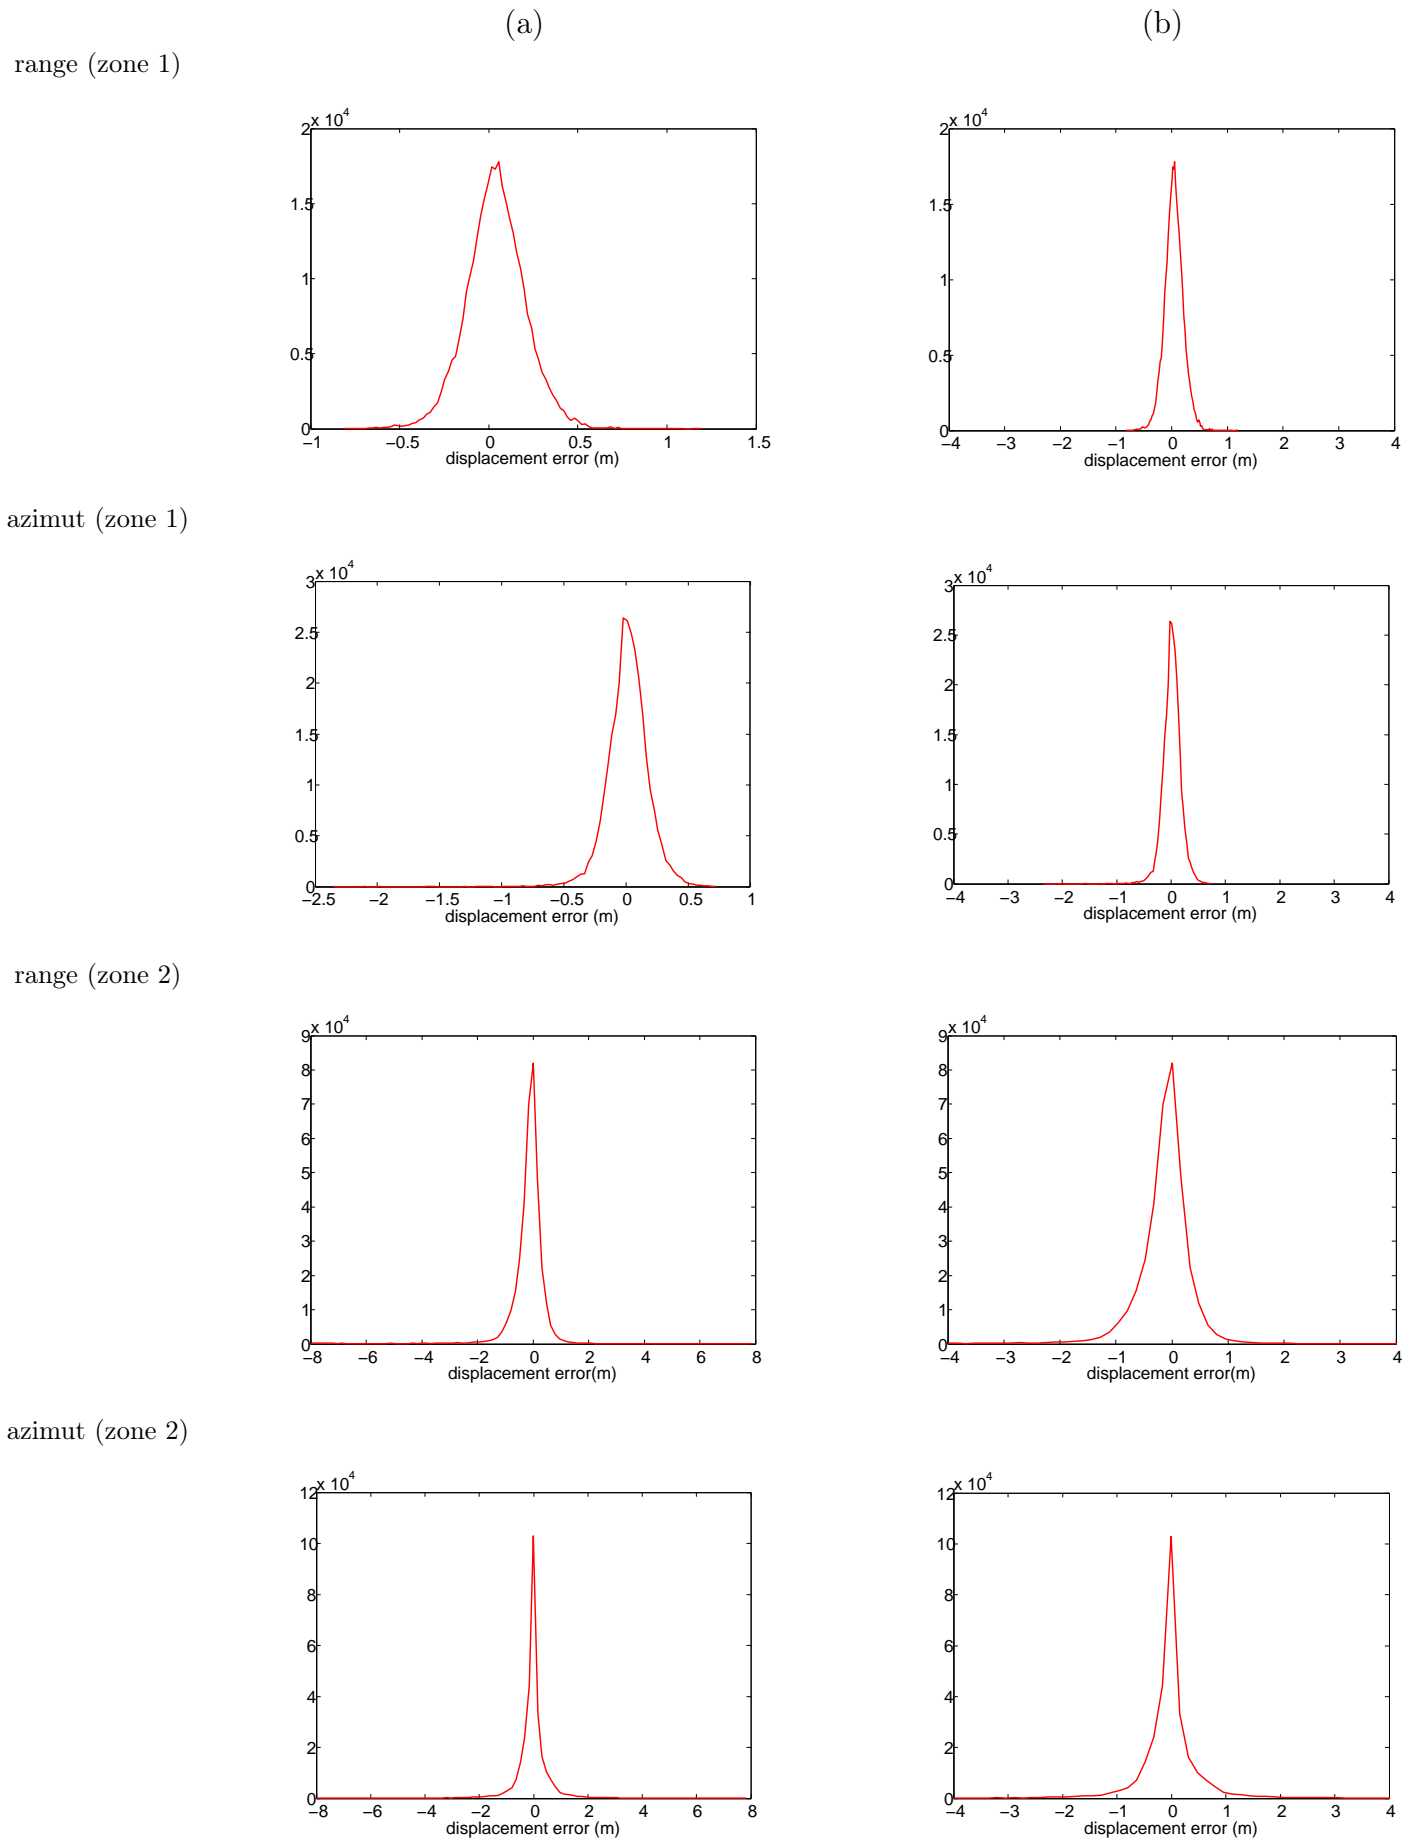 (a) (b)
range (zone 1)
x 10^4 x 10^4
2 2
1.5 1.5
1 1
0.5 0.5
0 0
−1 −0.5 0 0.5 1 1.5 −4 −3 −2 −1 0 1 2 3 4
displacement error (m) displacement error (m)
azimut (zone 1)
x 10^4 x 10^4
3 3
2.5 2.5
2 2
1.5 1.5
1 1
0.5 0.5
0 0
−2.5 −2 −1.5 −1 −0.5 0 0.5 1 −4 −3 −2 −1 0 1 2 3 4
displacement error (m) displacement error (m)
range (zone 2)
x 10^4 x 10^4
9 9
8 8
7 7
6 6
5 5
4 4
3 3
2 2
1 1
0 0
−8 −6 −4 −2 0 2 4 6 8 −4 −3 −2 −1 0 1 2 3 4
displacement error(m) displacement error(m)
azimut (zone 2)
x 10^4 x 10^4
12 12
10 10
8 8
6 6
4 4
2 2
0 0
−8 −6 −4 −2 0 2 4 6 8 −4 −3 −2 −1 0 1 2 3 4
displacement error (m) displacement error (m)